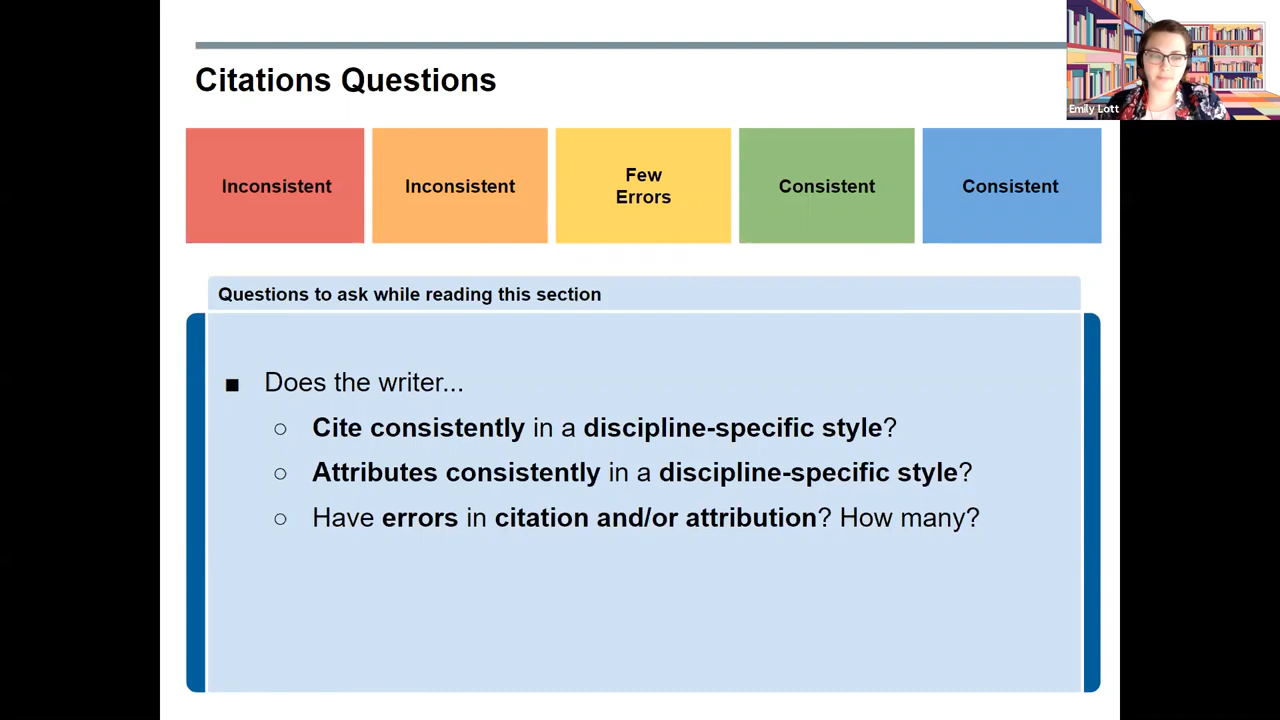 Citations Questions
Emily Lott
Inconsistent
Inconsistent
Few
Errors
Consistent
Consistent
Questions to ask while reading this section
■ Does the writer...
○ Cite consistently in a discipline-specific style?
○ Attributes consistently in a discipline-specific style?
○ Have errors in citation and/or attribution? How many?